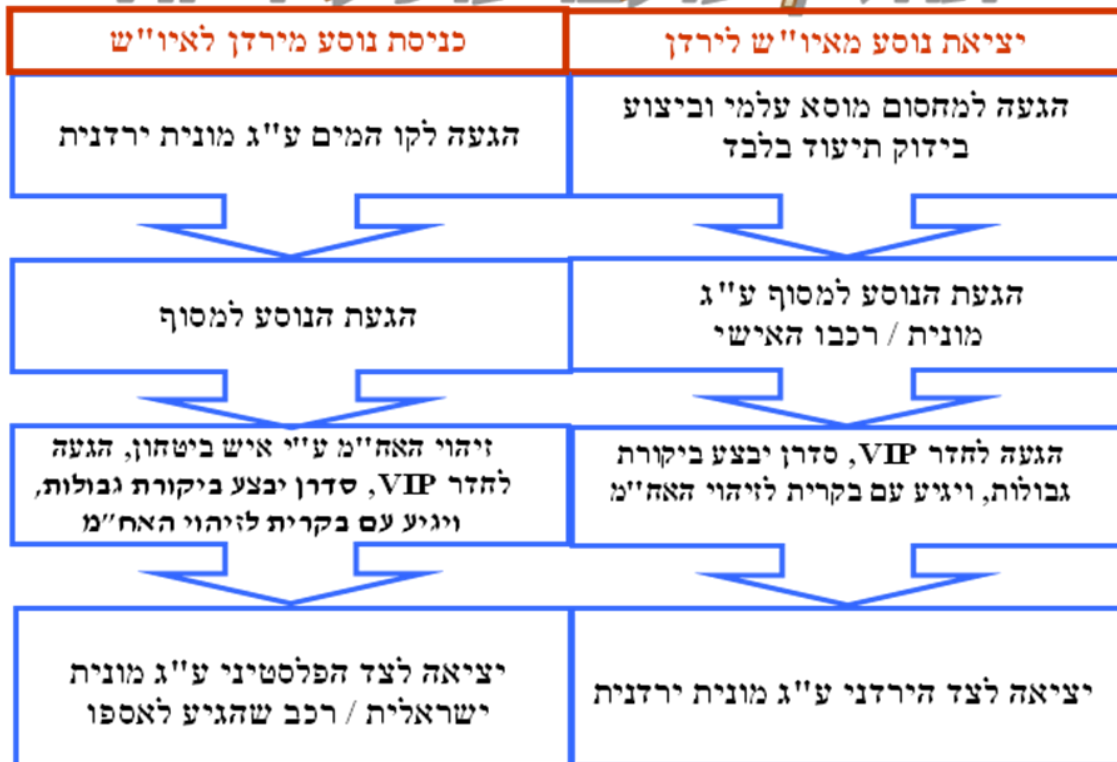 יציאת נוסע מאיו"ש לירדן
הגעה למחסום מוסא עלמי וביצוע
בידוק תיעוד בלבד
הגעת הנוסע למסוף ע"ג
מונית / רכבו האישי
הגעה לחדר VIP, סדרן יבצע ביקורת
גבולות, ויגיע עם בקרית לזיהוי האח"מ
יציאה לצד הירדני ע"ג מונית ירדנית
כניסת נוסע מירדן לאיו"ש
הגעה לקו המים ע"ג מונית ירדנית
הגעת הנוסע למסוף
זיהוי האח"מ ע"י איש ביטחון, הגעה
לחדר VIP, סדרן יבצע ביקורת גבולות,
ויגיע עם בקרית לזיהוי האח"מ
יציאה לצד הפלסטיני ע"ג מונית
ישראלית / רכב שהגיע לאספו